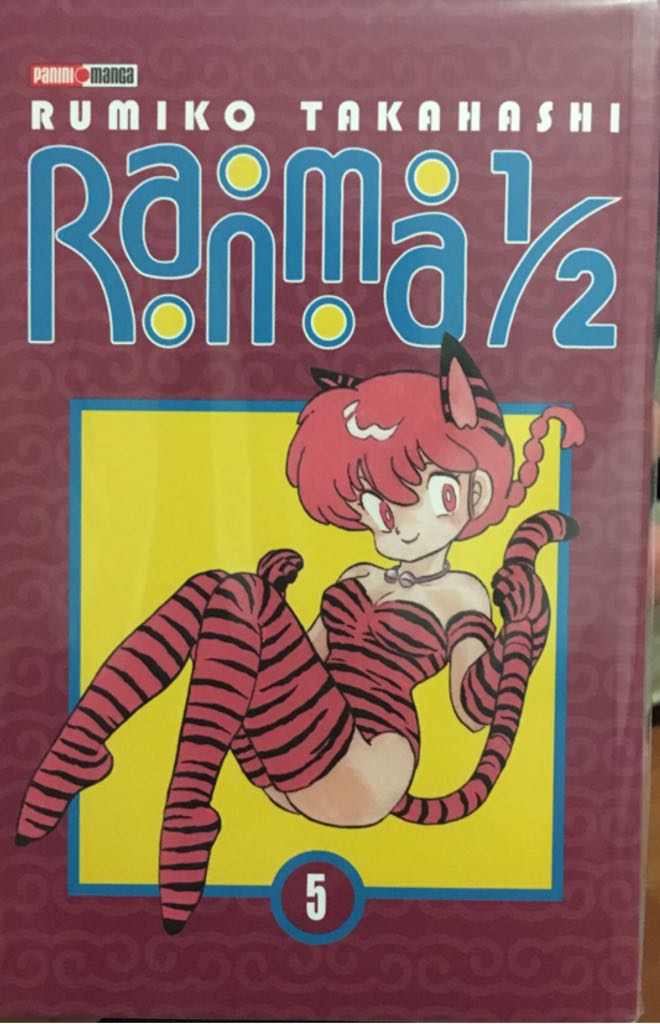 PANINI MANGA
RUMIKO TAKAHASHI
Ranma 1/2
5